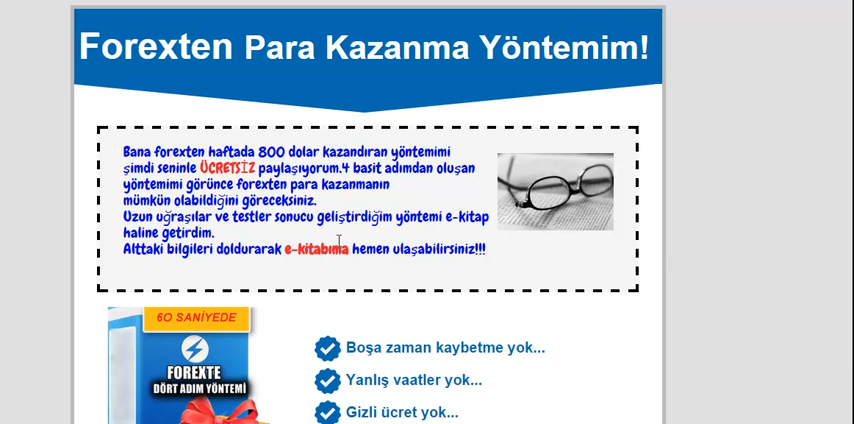 Forexten Para Kazanma Yöntemim!
Bana forexten haftada 800 dolar kazandıran yöntemimi
şimdi seninle ÜCRETSİZ paylaşıyorum.4 basit adımdan oluşan
yöntemimi görünce forexten para kazanmanın
mümkün olabildiğini göreceksiniz.
Uzun uğraşılar ve testler sonucu geliştirdiğim yöntemi e-kitap
haline getirdim.
Alttaki bilgileri doldurarak e-kitabıma hemen ulaşabilirsiniz!!!
60 SANİYEDE
FOREXTE
DÖRT ADIM YÖNTEMİ
Boşa zaman kaybetme yok...
Yanlış vaatler yok...
Gizli ücret yok...